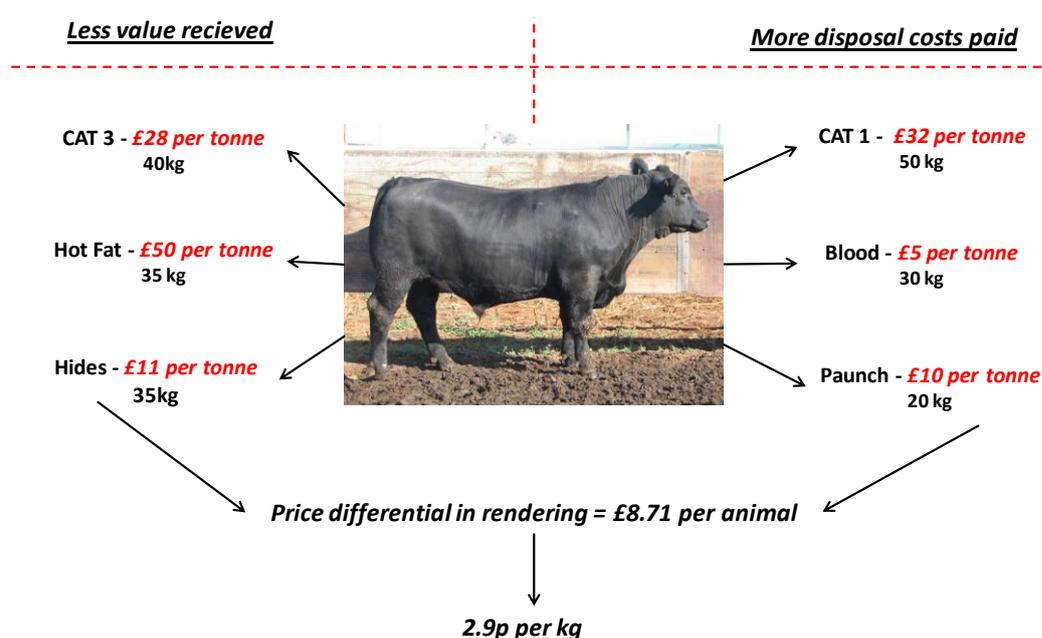 Less value recieved
More disposal costs paid
CAT 3 - £28 per tonne
40kg
CAT 1 - £32 per tonne
50 kg
Hot Fat - £50 per tonne
35 kg
Blood - £5 per tonne
30 kg
Hides - £11 per tonne
35kg
Paunch - £10 per tonne
20 kg
Price differential in rendering = £8.71 per animal
2.9p per kg